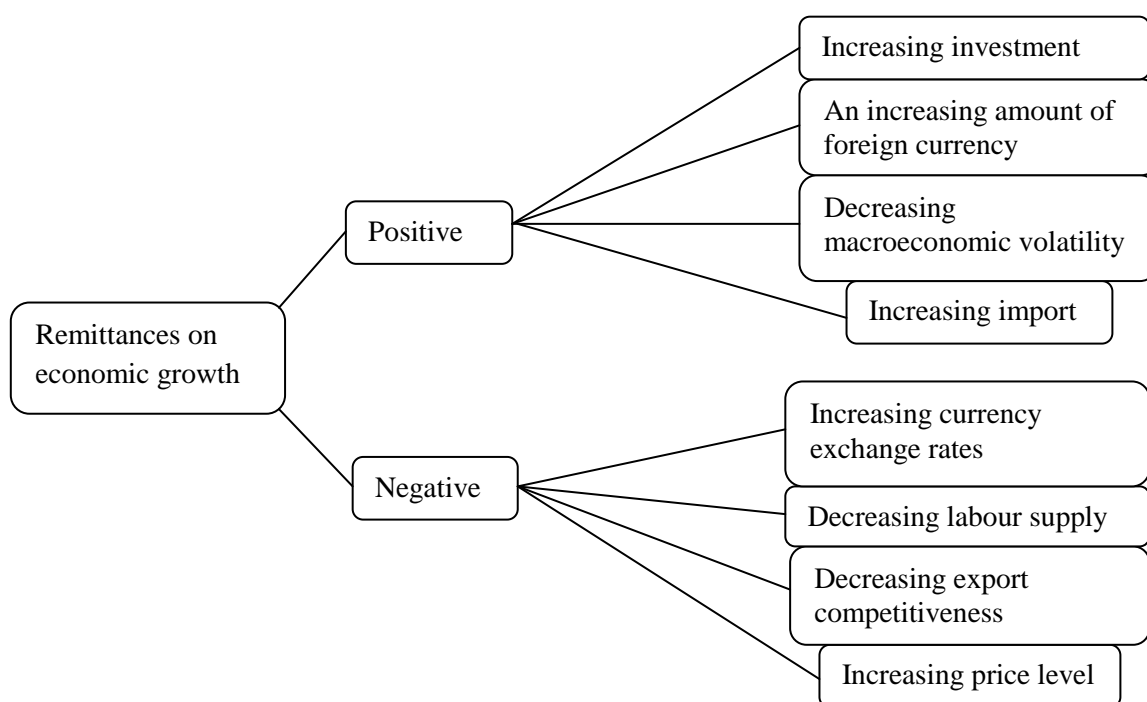 Remittances on
economic growth
Positive
Increasing investment
An increasing amount of
foreign currency
Decreasing
macroeconomic volatility
Increasing import
Negative
Increasing currency
exchange rates
Decreasing labour supply
Decreasing export
competitiveness
Increasing price level